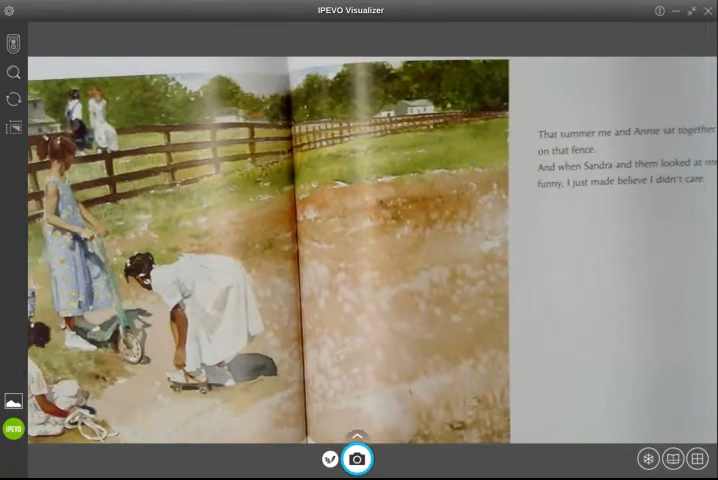 IPEVO Visualizer
That summer me and Annie sat together
on that fence.
And when Sandra and them looked at me
funny, I just made believe I didn't care
IPEVO